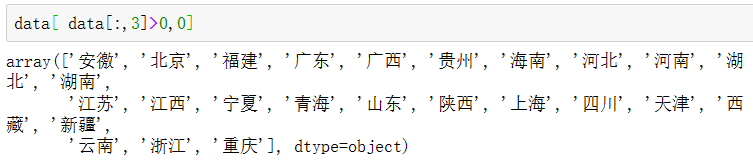 data[ data[:,3]>0,0]
array(['安徽', '北京', '福建', '广东', '广西', '贵州', '海南', '河北', '河南', '湖
北', '湖南',
'江苏', '江西', '宁夏', '青海', '山东', '陕西', '上海', '四川', '天津', '西
藏', '新疆',
'云南', '浙江', '重庆'], dtype=object)